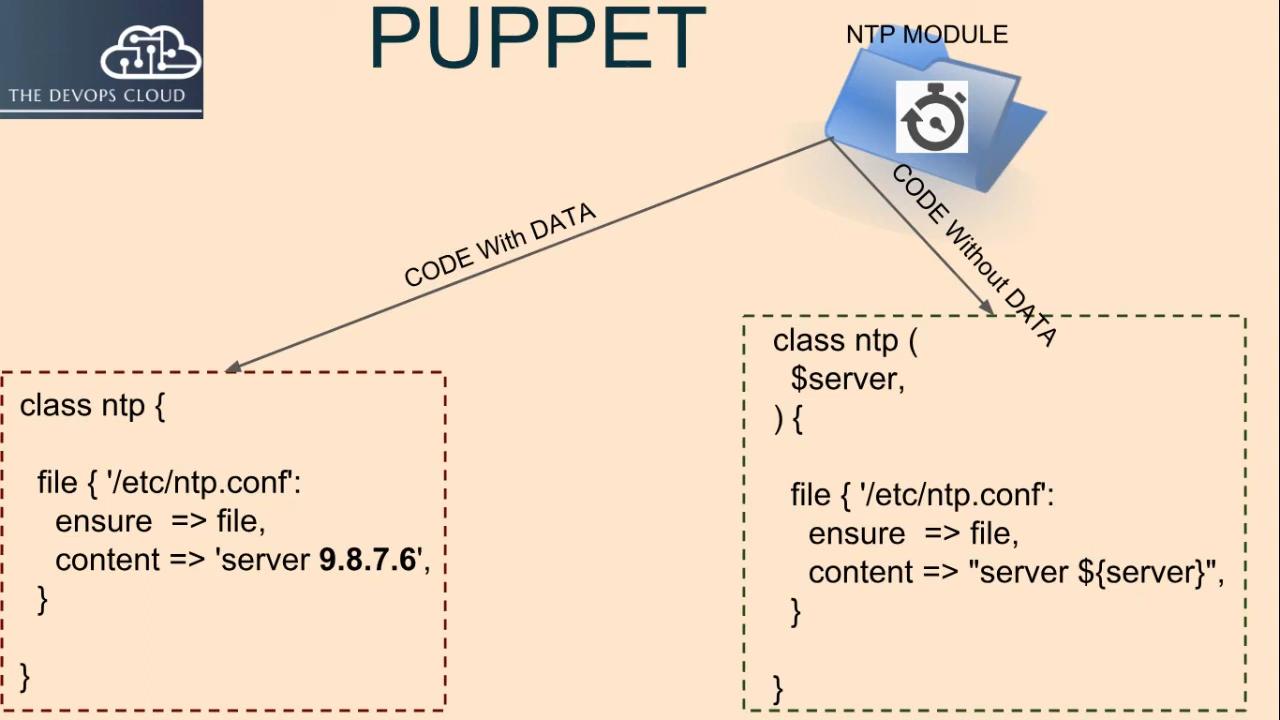 PUPPET
NTP MODULE
THE DEVOPS CLOUD
CODE With DATA
CODE Without DATA
class ntp {
file { '/etc/ntp.conf':
ensure => file,
content => 'server 9.8.7.6',
}
}
class ntp (
$server,
) {
file { '/etc/ntp.conf':
ensure => file,
content => "server ${server}",
}
}